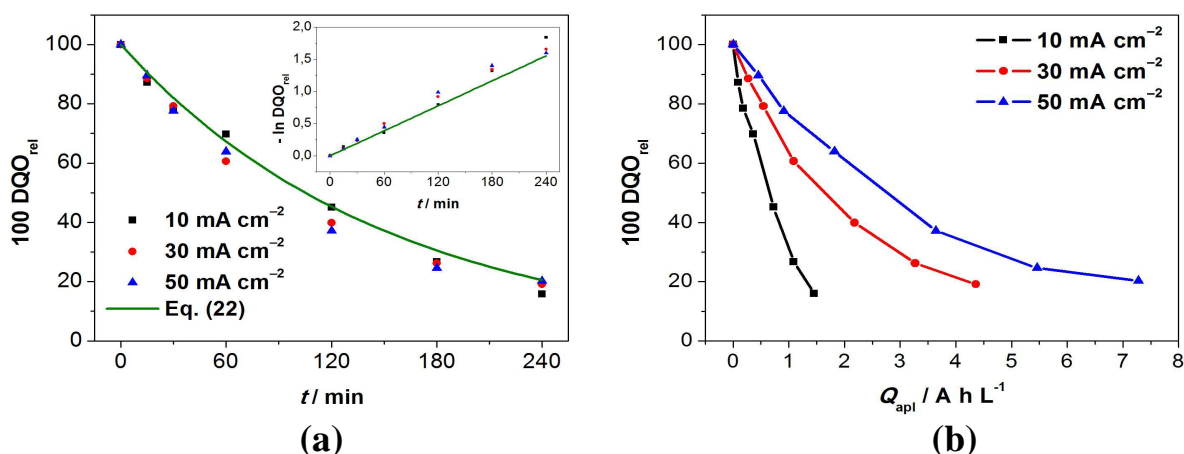 100 DQO_rel
100
80
60
40
20
0
10 mA cm⁻²
30 mA cm⁻²
50 mA cm⁻²
Eq. (22)
0 60 120 180 240
t / min
- ln DQO_rel
2,0
1,5
1,0
0,5
0,0
0 60 120 180 240
t / min
(a)
100 DQO_rel
100
80
60
40
20
0
10 mA cm⁻²
30 mA cm⁻²
50 mA cm⁻²
0 1 2 3 4 5 6 7 8
Q_apl / A h L⁻¹
(b)